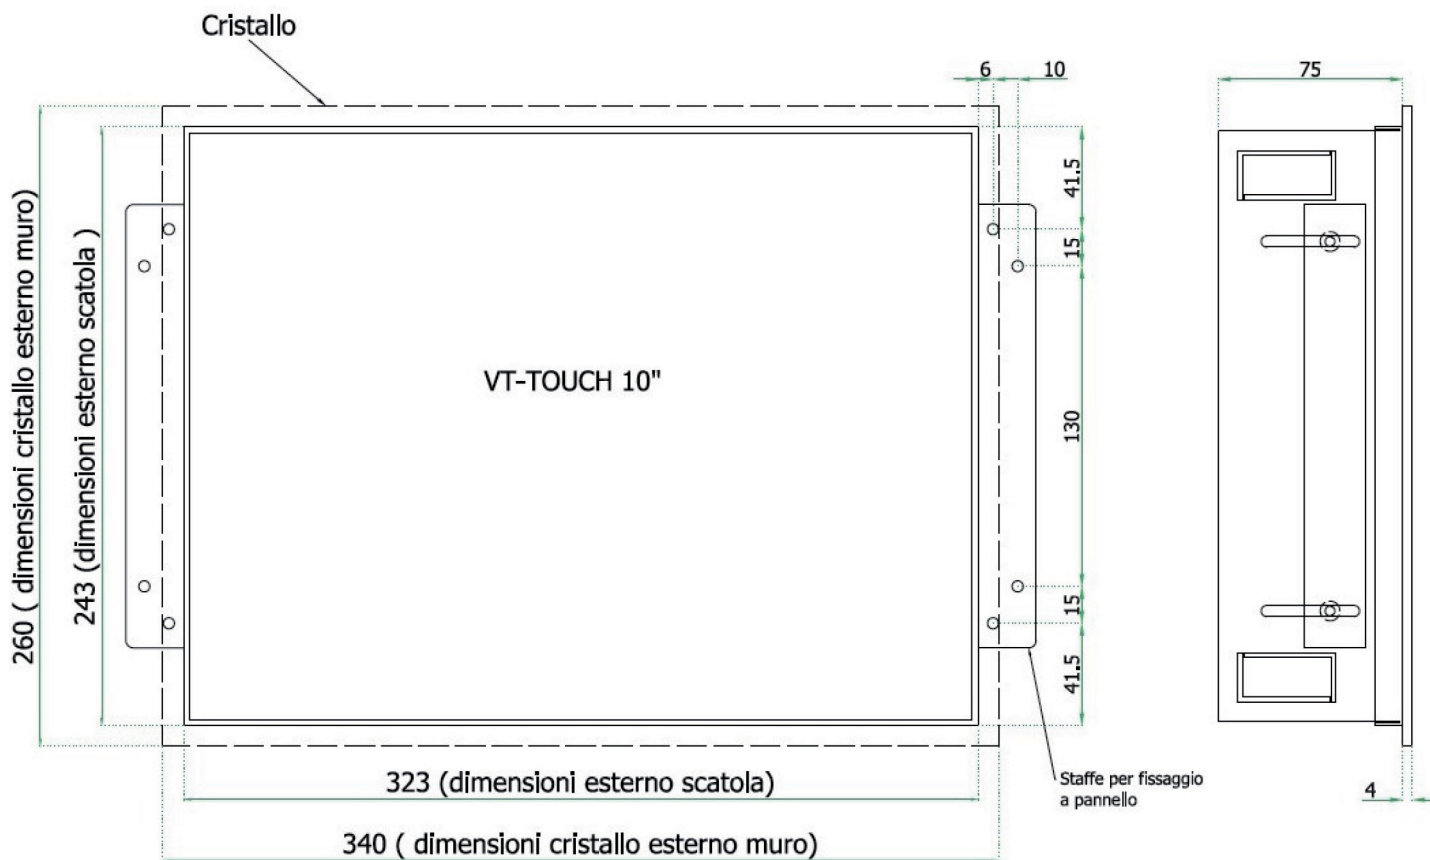 Cristallo
6
10
75
260 ( dimensioni cristallo esterno muro)
243 (dimensioni esterno scatola )
41.5
15
VT-TOUCH 10"
130
15
41.5
323 (dimensioni esterno scatola)
Staffe per fissaggio
a pannello
4
340 ( dimensioni cristallo esterno muro)